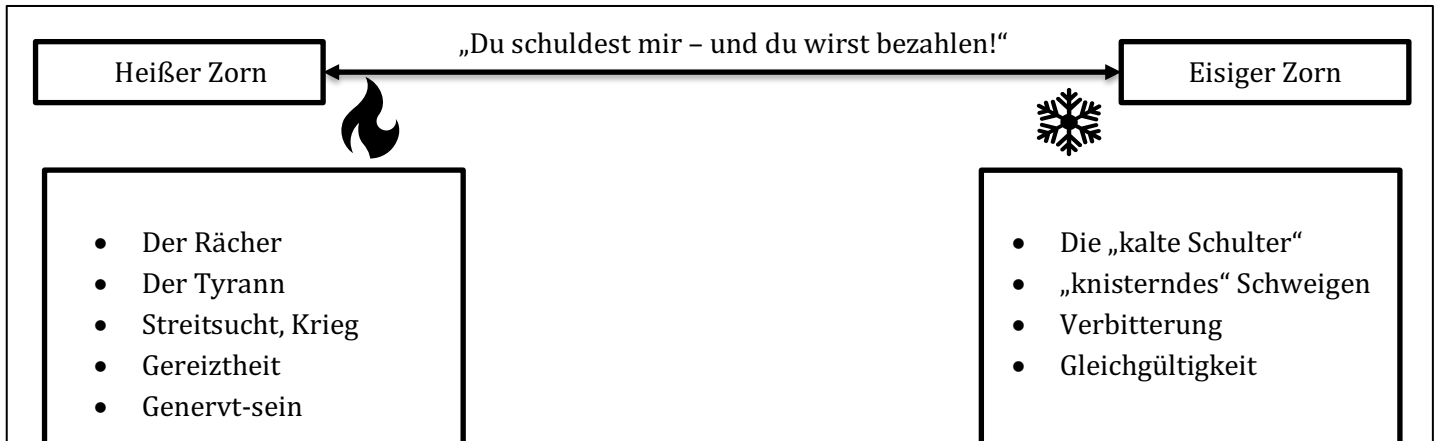 „Du schuldest mir – und du wirst bezahlen!“
Heißer Zorn
Eisiger Zorn
• Der Rächer
• Der Tyrann
• Streitsucht, Krieg
• Gereiztheit
• Genervt-sein
• Die „kalte Schulter“
• „knisterndes“ Schweigen
• Verbitterung
• Gleichgültigkeit